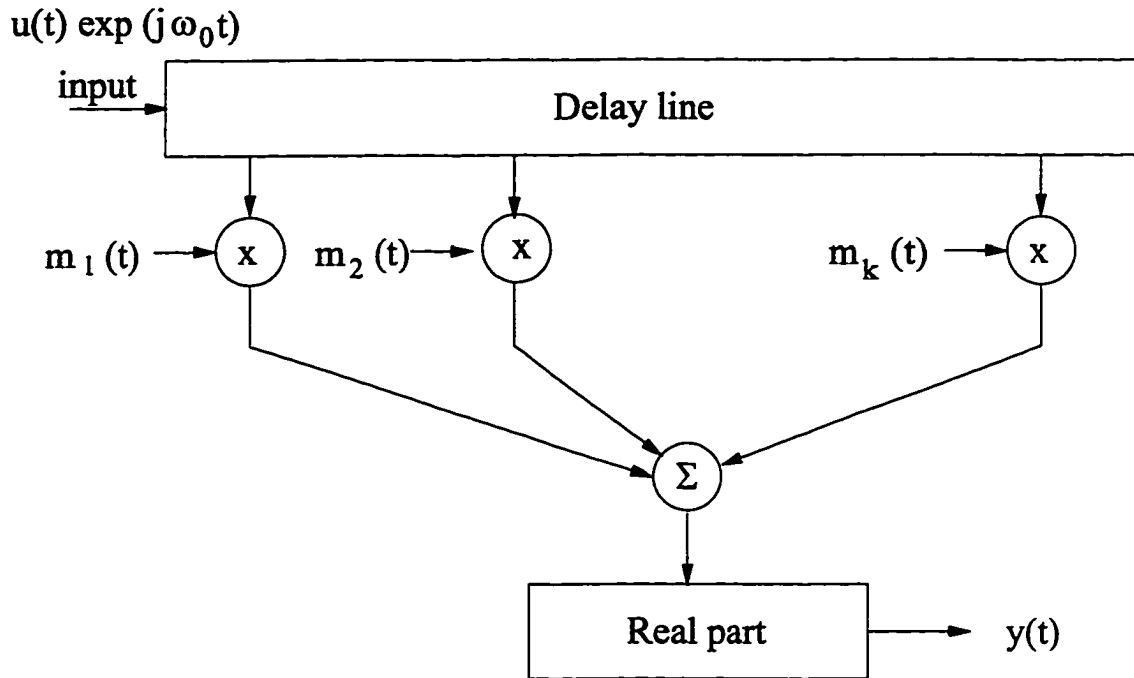 u(t) exp (jω₀t)
input
Delay line
m₁(t) x m₂(t) x mₖ(t) x
Σ
Real part y(t)